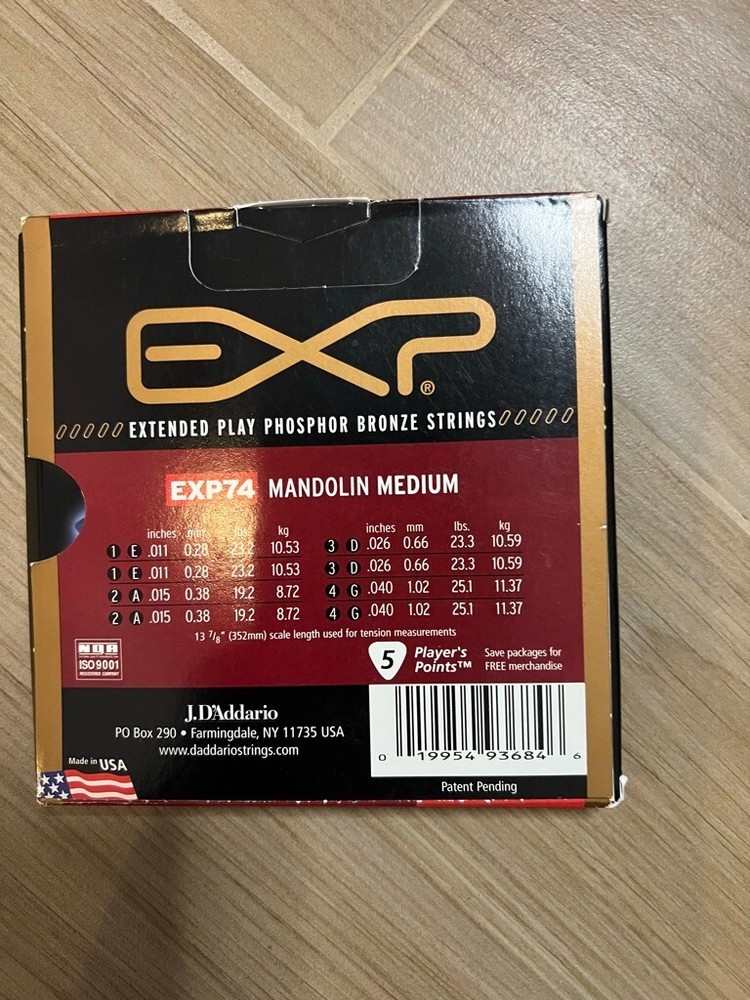 EXP®
EXTENDED PLAY PHOSPHOR BRONZE STRINGS
EXP74 MANDOLIN MEDIUM
inches mm lbs. kg
1 E .011 0.28 23.2 10.53
1 E .011 0.28 23.2 10.53
2 A .015 0.38 19.2 8.72
2 A .015 0.38 19.2 8.72
inches mm lbs. kg
3 D .026 0.66 23.3 10.59
3 D .026 0.66 23.3 10.59
4 G .040 1.02 25.1 11.37
4 G .040 1.02 25.1 11.37
13 7/8" (352mm) scale length used for tension measurements
NQA
ISO9001
REGISTERED COMPANY
5 Player's
Points™
Save packages for
FREE merchandise
J.D'Addario
PO Box 290 • Farmingdale, NY 11735 USA
www.daddariostrings.com
Made in USA
0 19954 93684 6
Patent Pending